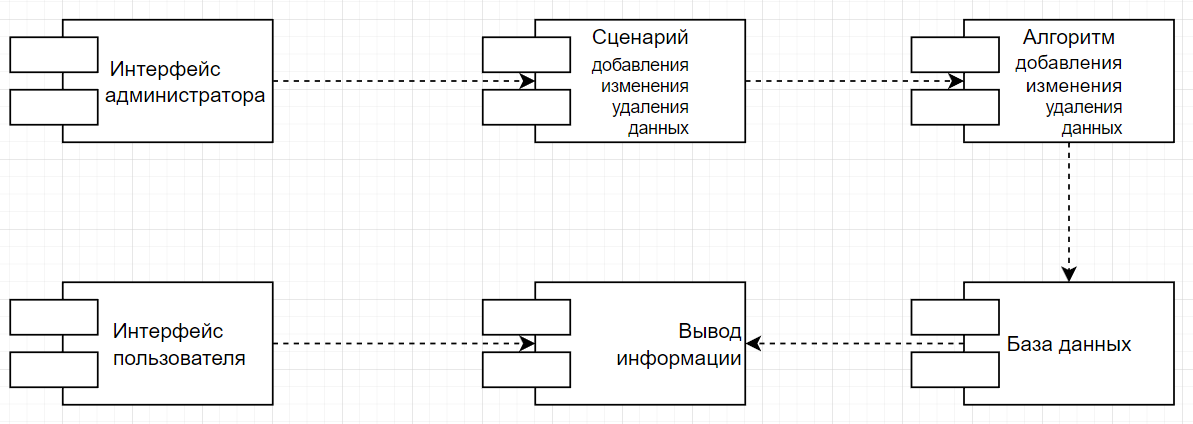 Интерфейс
администратора
Сценарий
добавления
изменения
удаления
данных
Алгоритм
добавления
изменения
удаления
данных
Интерфейс
пользователя
Вывод
информации
База данных